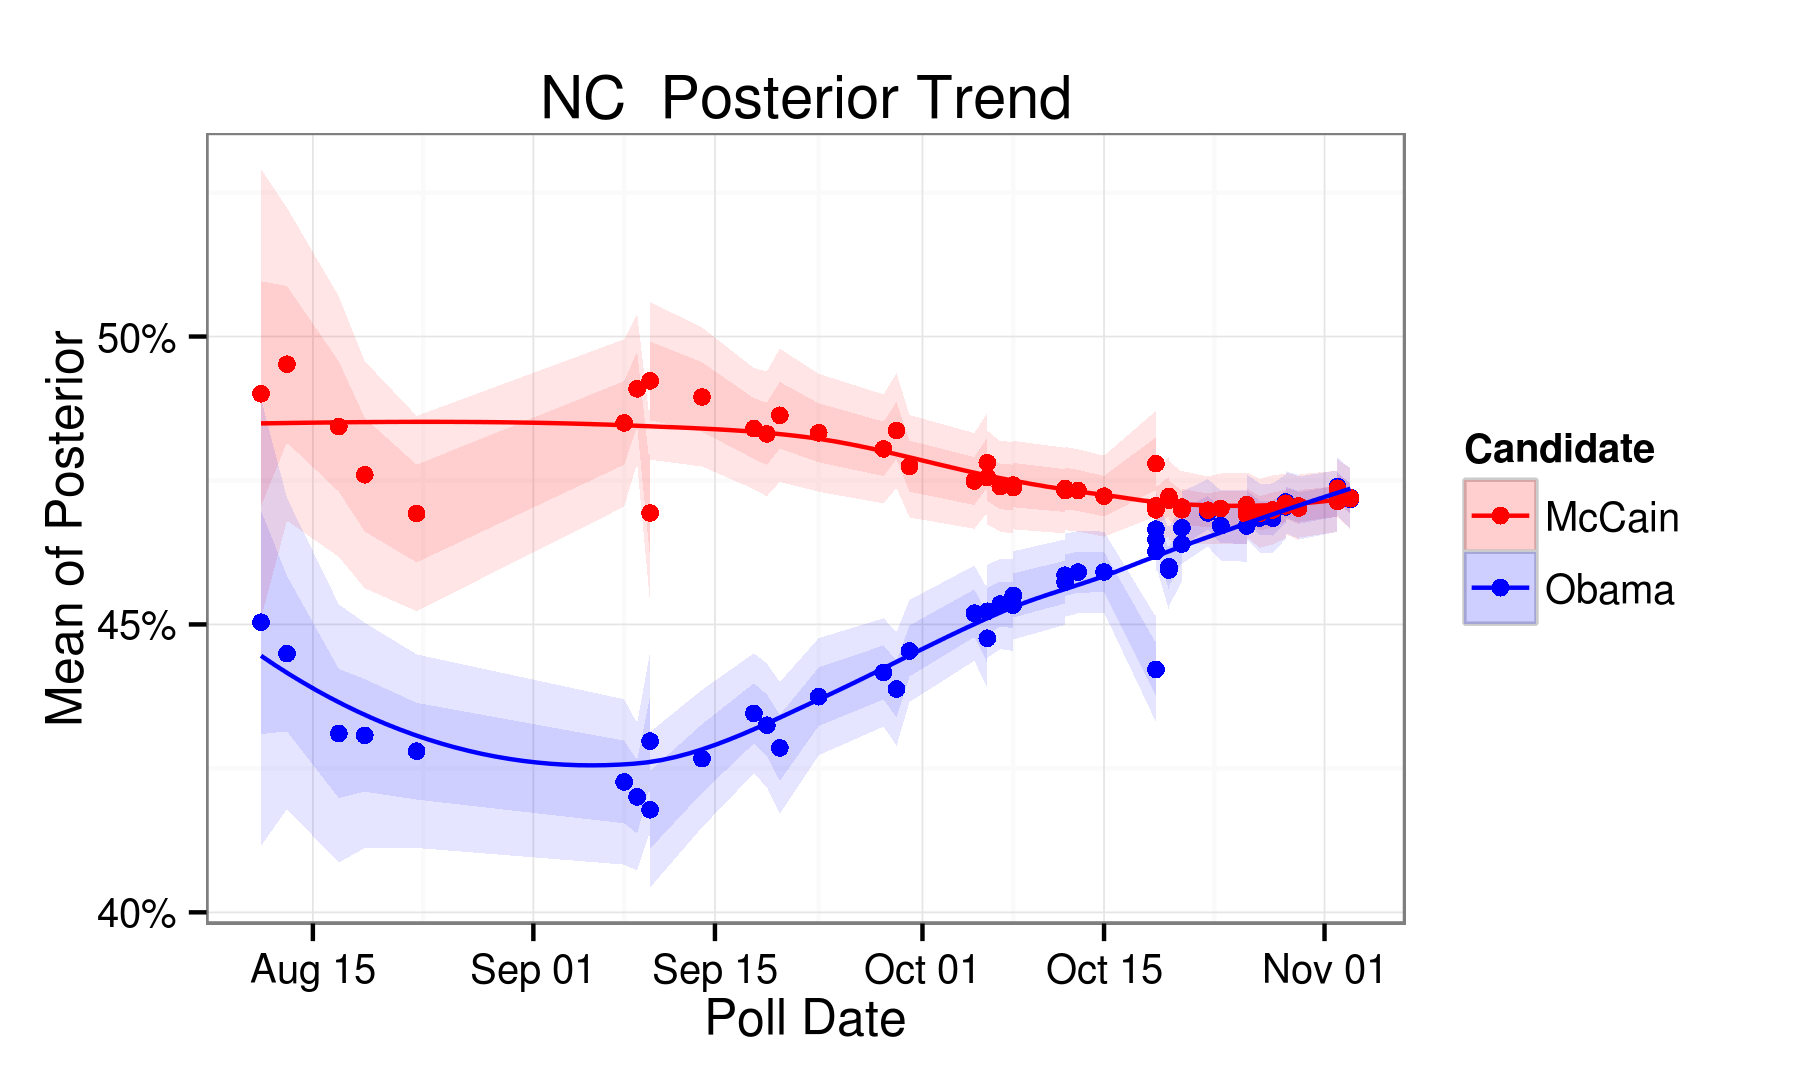 NC  Posterior Trend
Mean of Posterior
50%
45%
40%
Aug 15
Sep 01
Sep 15
Oct 01
Oct 15
Nov 01
Poll Date
Candidate
McCain
Obama